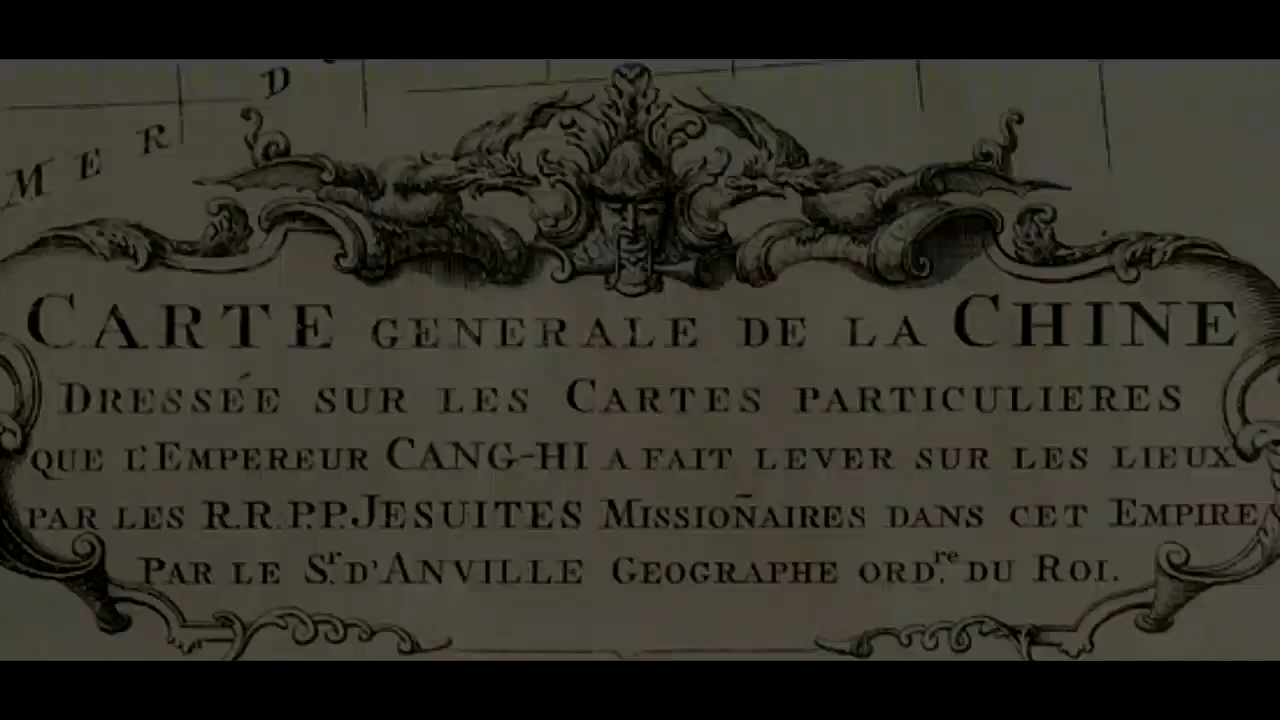 MER D
CARTE GENERALE DE LA CHINE
DRESSÉE SUR LES CARTES PARTICULIERES
QUE L'EMPEREUR CANG-HI A FAIT LEVER SUR LES LIEUX
PAR LES R.R.P.P. JESUITES MISSIOÑAIRES DANS CET EMPIRE
PAR LE Sr. D'ANVILLE GEOGRAPHE ORD.re DU ROI.